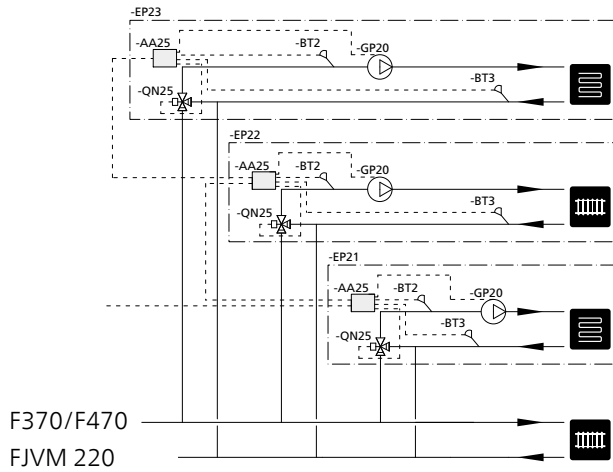 -EP23
-AA25
-BT2
-GP20
-BT3
-QN25
-EP22
-AA25
-BT2
-GP20
-BT3
-QN25
-EP21
-AA25
-BT2
-GP20
-BT3
-QN25
F370/F470
FJVM 220